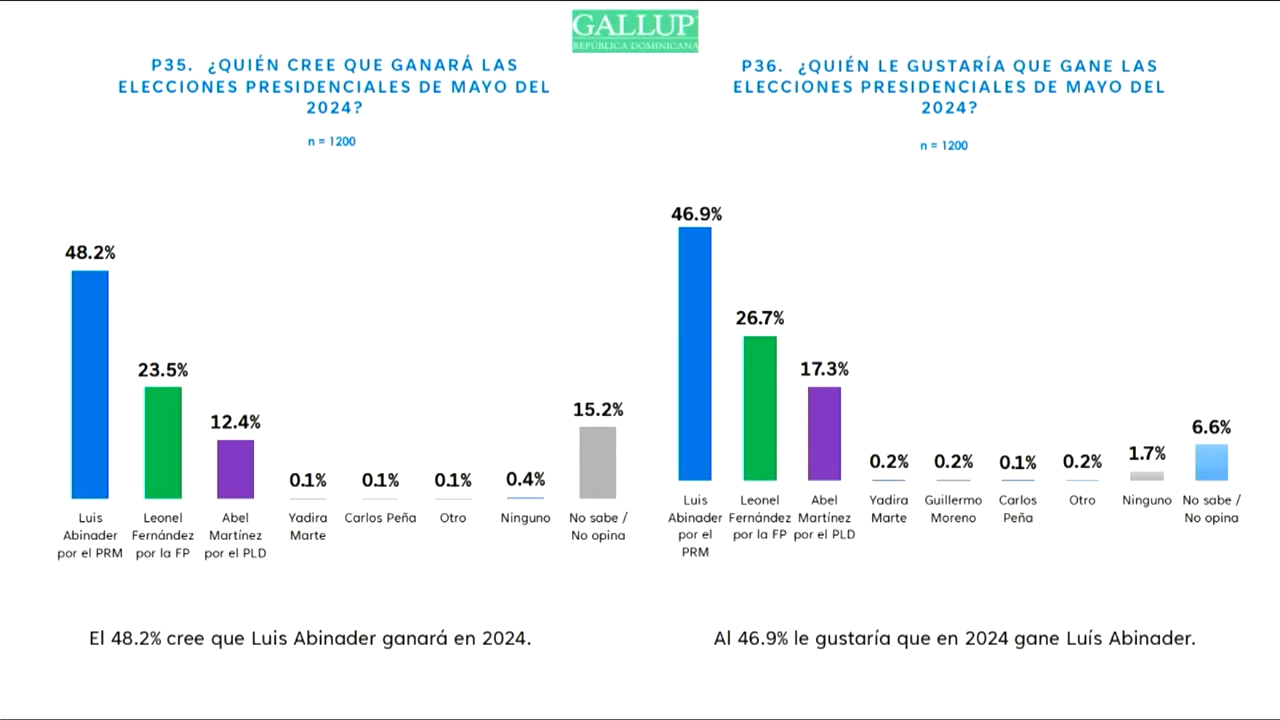 GALLUP
REPÚBLICA DOMINICANA
P35. ¿QUIÉN CREE QUE GANARÁ LAS
ELECCIONES PRESIDENCIALES DE MAYO DEL
2024?
n = 1200
48.2%
23.5%
12.4%
0.1%
0.1%
0.1%
0.4%
15.2%
Luis
Abinader
por el PRM
Leonel
Fernández
por la FP
Abel
Martínez
por el PLD
Yadira
Marte
Carlos Peña
Otro
Ninguno
No sabe /
No opina
El 48.2% cree que Luis Abinader ganará en 2024.
P36. ¿QUIÉN LE GUSTARÍA QUE GANE LAS
ELECCIONES PRESIDENCIALES DE MAYO DEL
2024?
n = 1200
46.9%
26.7%
17.3%
0.2%
0.2%
0.1%
0.2%
1.7%
6.6%
Luis
Abinader
por el
PRM
Leonel
Fernández
por la FP
Abel
Martínez
por el PLD
Yadira
Marte
Guillermo
Moreno
Carlos
Peña
Otro
Ninguno
No sabe /
No opina
Al 46.9% le gustaría que en 2024 gane Luís Abinader.